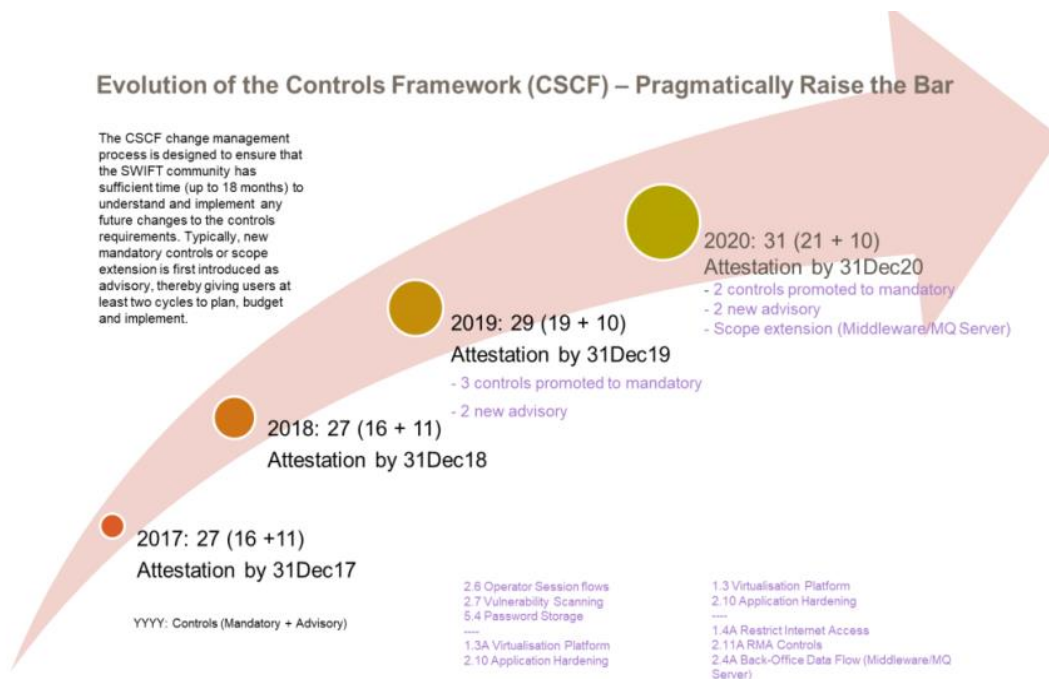 Evolution of the Controls Framework (CSCF) – Pragmatically Raise the Bar
The CSCF change management
process is designed to ensure that
the SWIFT community has
sufficient time (up to 18 months) to
understand and implement any
future changes to the controls
requirements. Typically, new
mandatory controls or scope
extension is first introduced as
advisory, thereby giving users at
least two cycles to plan, budget
and implement.
2020: 31 (21 + 10)
Attestation by 31Dec20
- 2 controls promoted to mandatory
- 2 new advisory
- Scope extension (Middleware/MQ Server)
2019: 29 (19 + 10)
Attestation by 31Dec19
- 3 controls promoted to mandatory
- 2 new advisory
2018: 27 (16 + 11)
Attestation by 31Dec18
2017: 27 (16 +11)
Attestation by 31Dec17
YYYY: Controls (Mandatory + Advisory)
2.6 Operator Session flows
2.7 Vulnerability Scanning
5.4 Password Storage
----
1.3A Virtualisation Platform
2.10 Application Hardening
1.3 Virtualisation Platform
2.10 Application Hardening
----
1.4A Restrict Internet Access
2.11A RMA Controls
2.4A Back-Office Data Flow (Middleware/MQ
Server)